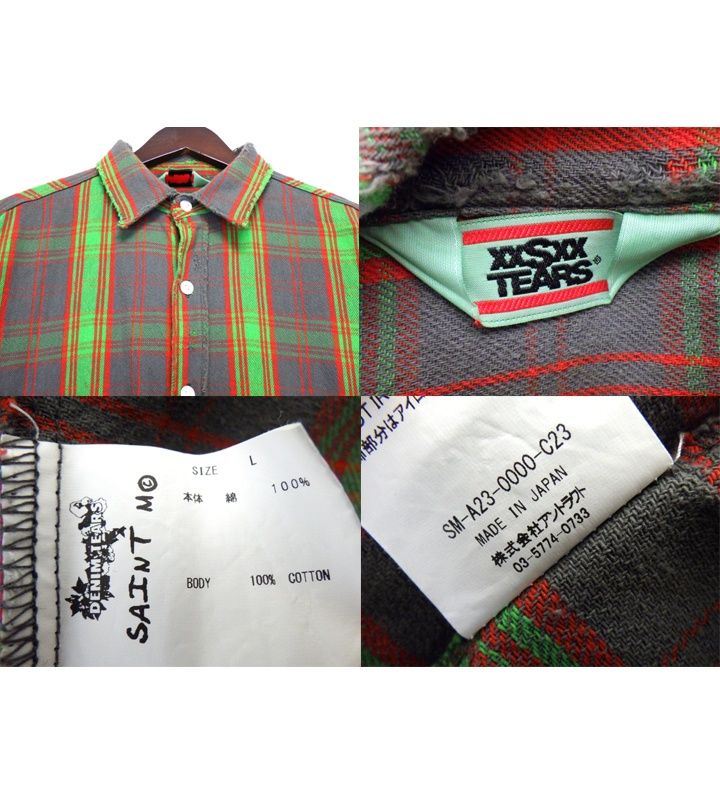 xxSxx
TEARS®
SIZE L
本体 綿 100%
BODY 100% COTTON
DENIM TEARS
SAINT M©
部分はアイロ
SM-A23-0000-C23
MADE IN JAPAN
株式会社アントラクト
03-5774-0733